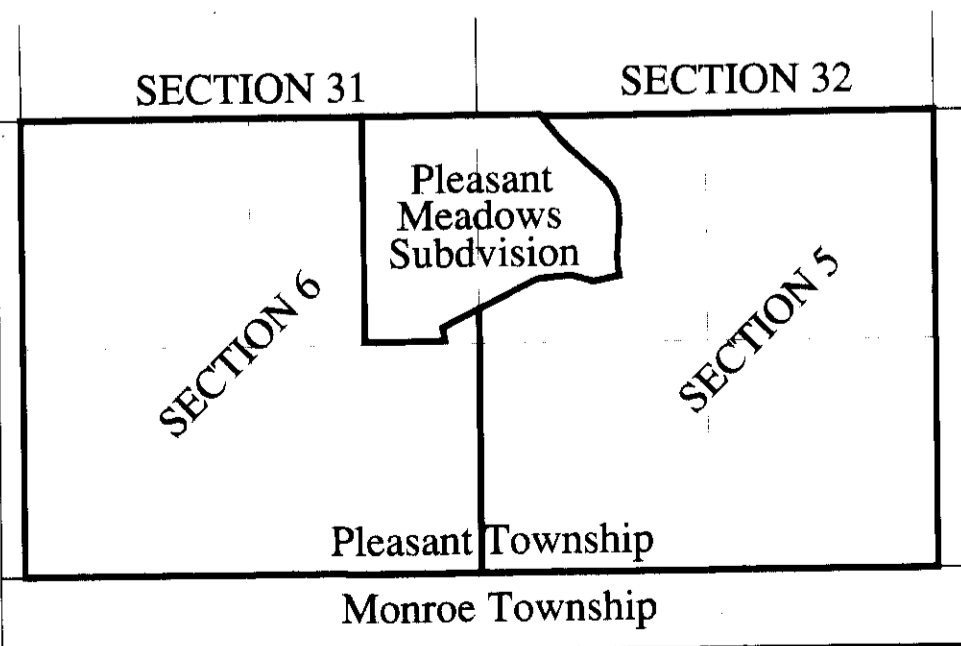 SECTION 31
SECTION 32
Pleasant
Meadows
Subdvision
SECTION 6
SECTION 5
Pleasant Township
Monroe Township